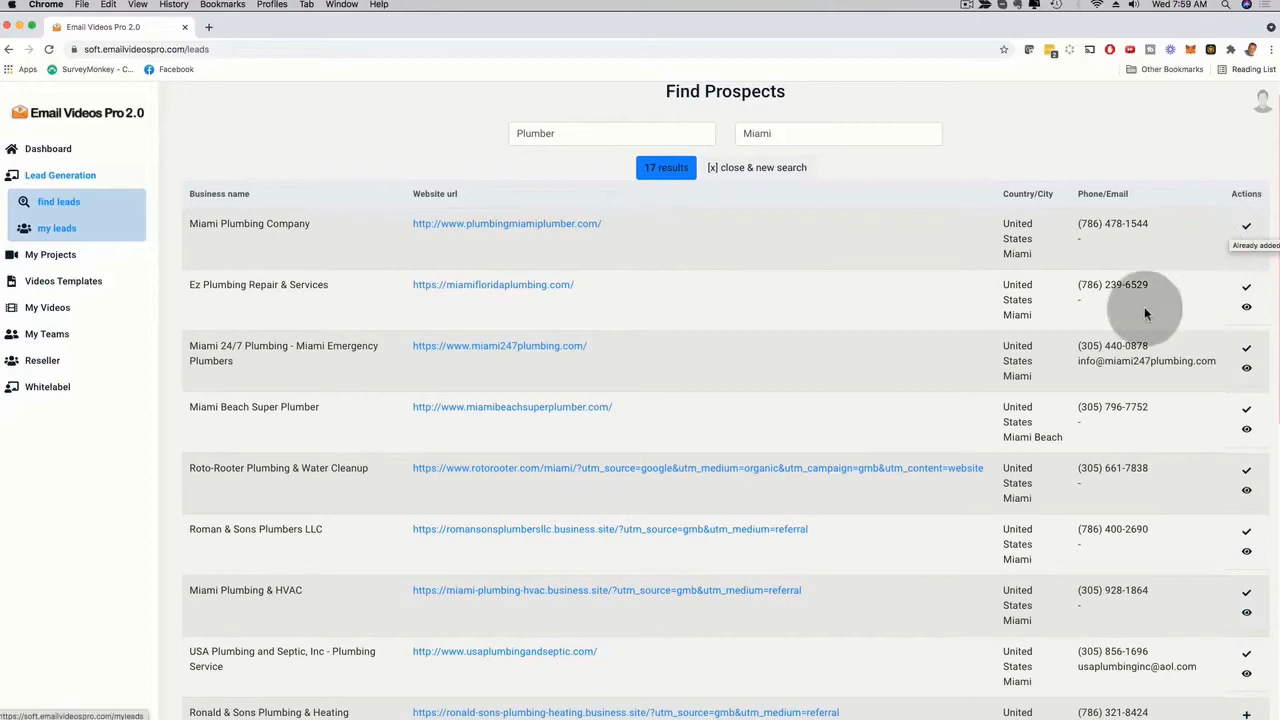 Chrome File Edit View History Bookmarks Profiles Tab Window Help
Wed 7:59 AM
Email Videos Pro 2.0
soft.emailvideospro.com/leads
2
Apps SurveyMonkey - C... Facebook
Other Bookmarks Reading List
Email Videos Pro 2.0
Dashboard
Lead Generation
find leads
my leads
My Projects
Videos Templates
My Videos
My Teams
Reseller
Whitelabel
Find Prospects
Plumber Miami
17 results [x] close & new search
Business name Website url Country/City Phone/Email Actions
Miami Plumbing Company http://www.plumbingmiamiplumber.com/ United (786) 478-1544
States -
Miami
Already added
Ez Plumbing Repair & Services https://miamifloridaplumbing.com/ United (786) 239-6529
States -
Miami
Miami 24/7 Plumbing - Miami Emergency https://www.miami247plumbing.com/ United (305) 440-0878
Plumbers States info@miami247plumbing.com
Miami
Miami Beach Super Plumber http://www.miamibeachsuperplumber.com/ United (305) 796-7752
States -
Miami Beach
Roto-Rooter Plumbing & Water Cleanup https://www.rotorooter.com/miami/?utm_source=google&utm_medium=organic&utm_campaign=gmb&utm_content=website United (305) 661-7838
States -
Miami
Roman & Sons Plumbers LLC https://romansonsplumbersllc.business.site/?utm_source=gmb&utm_medium=referral United (786) 400-2690
States -
Miami
Miami Plumbing & HVAC https://miami-plumbing-hvac.business.site/?utm_source=gmb&utm_medium=referral United (305) 928-1864
States -
Miami
USA Plumbing and Septic, Inc - Plumbing http://www.usaplumbingandseptic.com/ United (305) 856-1696
Service States usaplumbinginc@aol.com
Miami
Ronald & Sons Plumbing & Heating https://ronald-sons-plumbing-heating.business.site/?utm_source=gmb&utm_medium=referral United (786) 321-8424
https://soft.emailvideospro.com/myleads